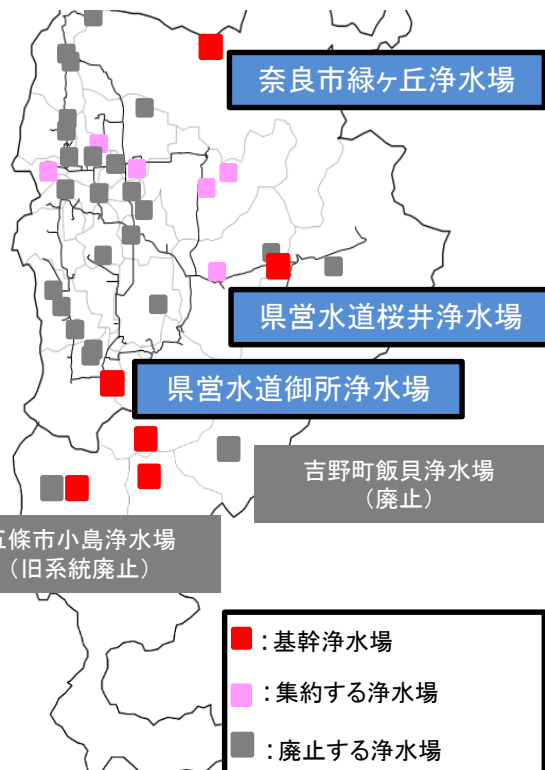 奈良市緑ヶ丘浄水場
県営水道桜井浄水場
県営水道御所浄水場
吉野町飯貝浄水場
（廃止）
五條市小島浄水場
（旧系統廃止）
：基幹浄水場
：集約する浄水場
：廃止する浄水場